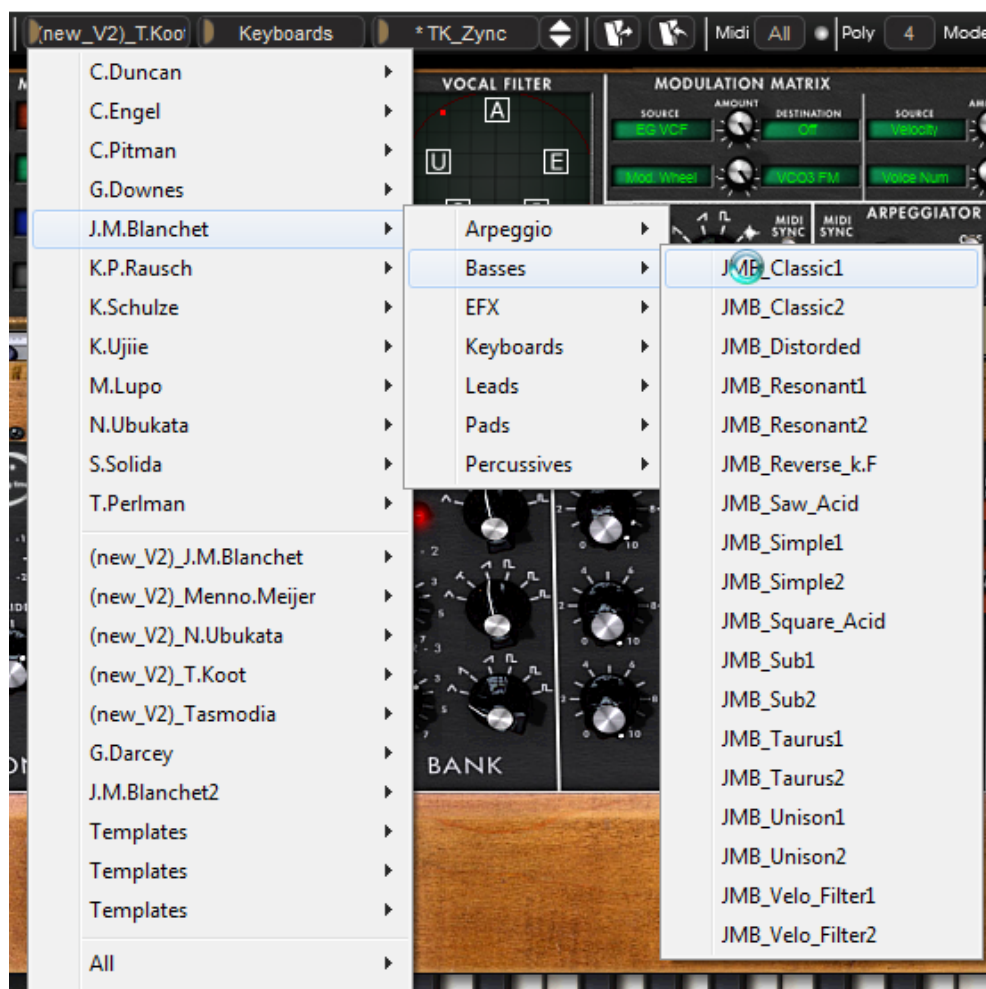 (new_V2)_T.Koo Keyboards * TK_Zync Midi All Poly 4 Mode
C.Duncan
C.Engel
C.Pitman
G.Downes
J.M.Blanchet
K.P.Rausch
K.Schulze
K.Ujiie
M.Lupo
N.Ubukata
S.Solida
T.Perlman
(new_V2)_J.M.Blanchet
(new_V2)_Menno.Meijer
(new_V2)_N.Ubukata
(new_V2)_T.Koot
(new_V2)_Tasmodia
G.Darcey
J.M.Blanchet2
Templates
Templates
Templates
All
VOCAL FILTER
A
U E
MODULATION MATRIX
SOURCE AMOUNT DESTINATION SOURCE
EG VCF Off Velocity
Mod. Wheel VCO3 FM Voice Num
MIDI SYNC MIDI SYNC ARPEGGIATOR
Arpeggio
Basses
EFX
Keyboards
Leads
Pads
Percussives
JMB_Classic1
JMB_Classic2
JMB_Distorded
JMB_Resonant1
JMB_Resonant2
JMB_Reverse_k.F
JMB_Saw_Acid
JMB_Simple1
JMB_Simple2
JMB_Square_Acid
JMB_Sub1
JMB_Sub2
JMB_Taurus1
JMB_Taurus2
JMB_Unison1
JMB_Unison2
JMB_Velo_Filter1
JMB_Velo_Filter2
BANK